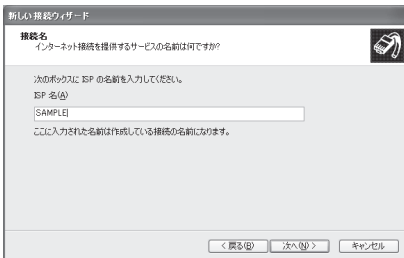 新しい接続ウィザード
接続名
インターネット接続を提供するサービスの名前は何ですか?
次のボックスに ISP の名前を入力してください。
ISP 名(A)
SAMPLE
ここに入力された名前は作成している接続の名前になります。
< 戻る(B) 次へ(N) > キャンセル